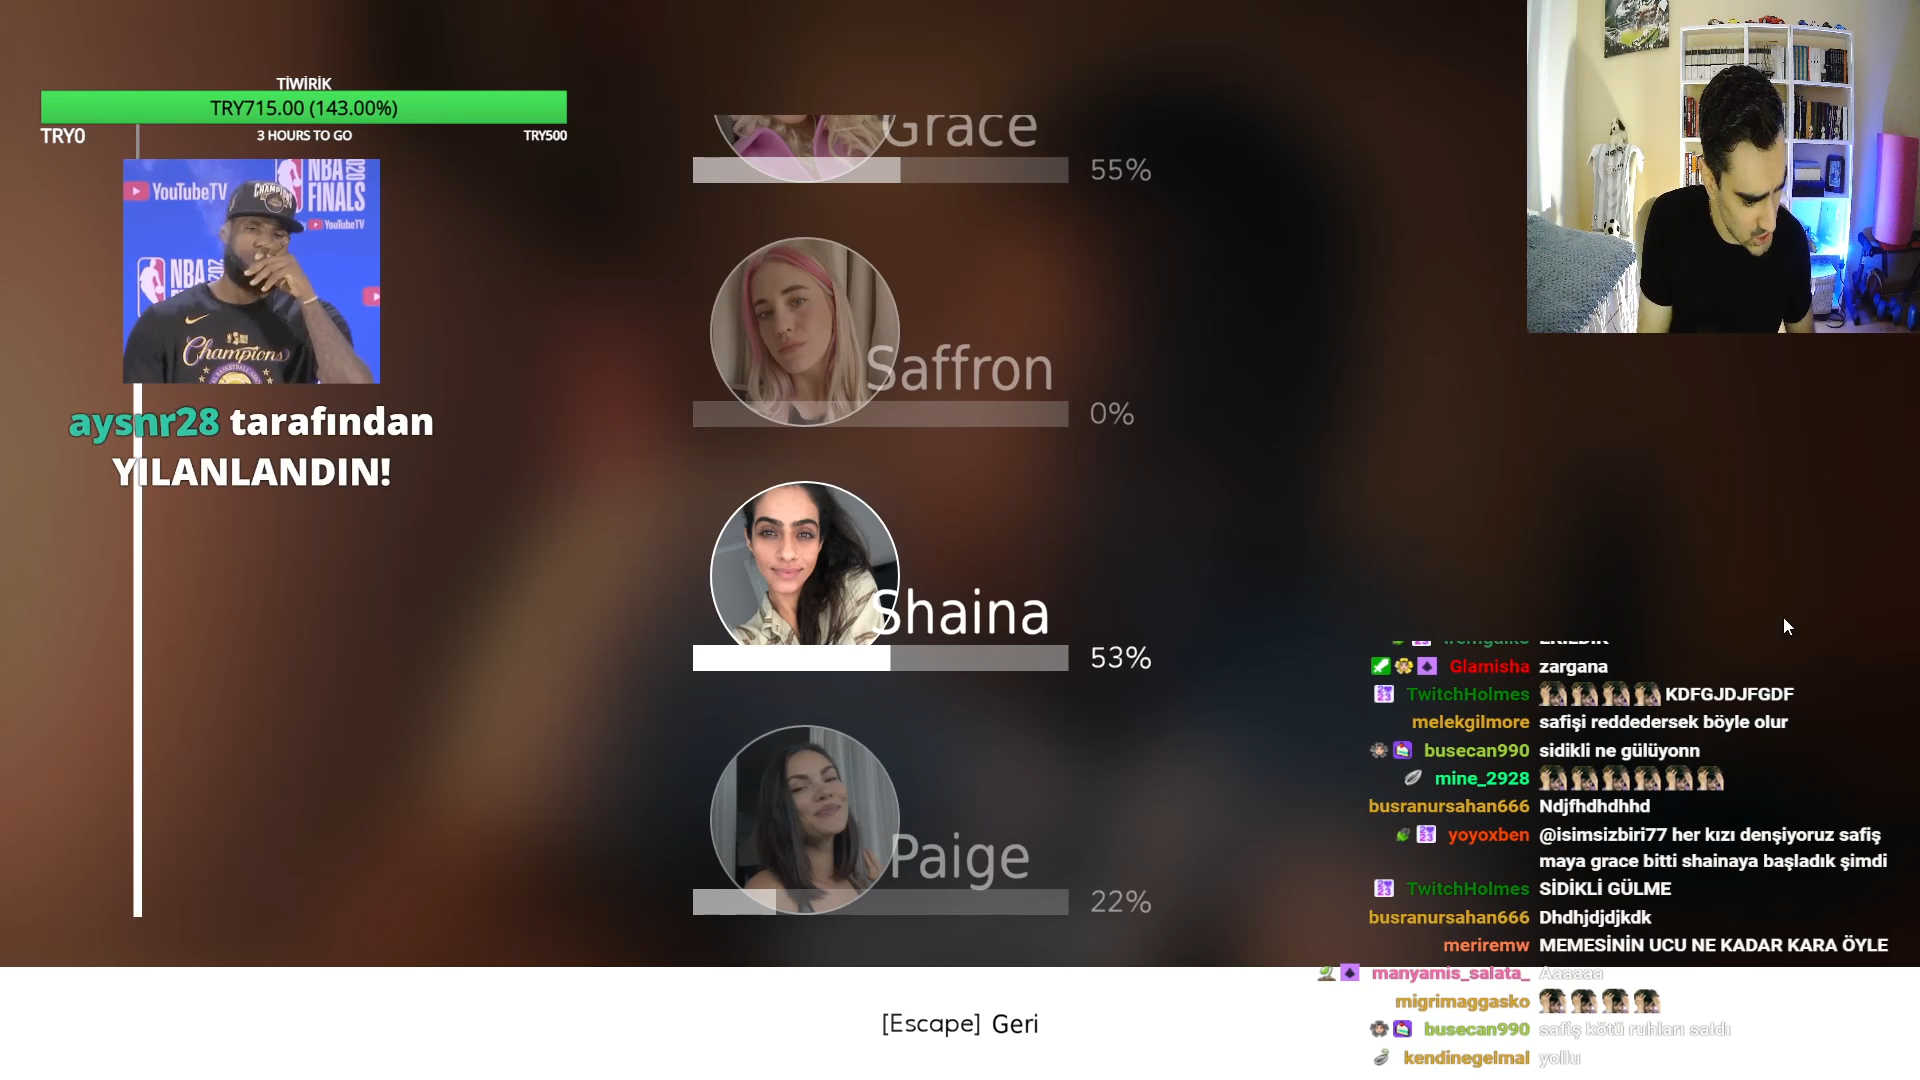 TİWİRİK
TRY715.00 (143.00%)
TRY0
3 HOURS TO GO
TRY500
YouTubeTV
NBA
FINALS
2020
YouTubeTV
CHAMPIONS
NBA
Champions
aysnr28 tarafından
YILANLANDIN!
Grace
55%
Saffron
0%
Shaina
53%
Paige
22%
[Escape] Geri
Glamisha zargana
TwitchHolmes KDFGJDJFGDF
melekgilmore safişi reddedersek böyle olur
busecan990 sidikli ne gülüyonn
mine_2928
busranursahan666 Ndjfhdhdhhd
yoyoxben @isimsizbiri77 her kızı denşiyoruz safiş
maya grace bitti shainaya başladık şimdi
TwitchHolmes SİDİKLİ GÜLME
busranursahan666 Dhdhjdjdjkdk
meriremw MEMESİNİN UCU NE KADAR KARA ÖYLE
manyamis_salata_ Aaaaaa
migrimaggasko
busecan990 safiş kötü ruhları saldı
kendinegelmal yollu